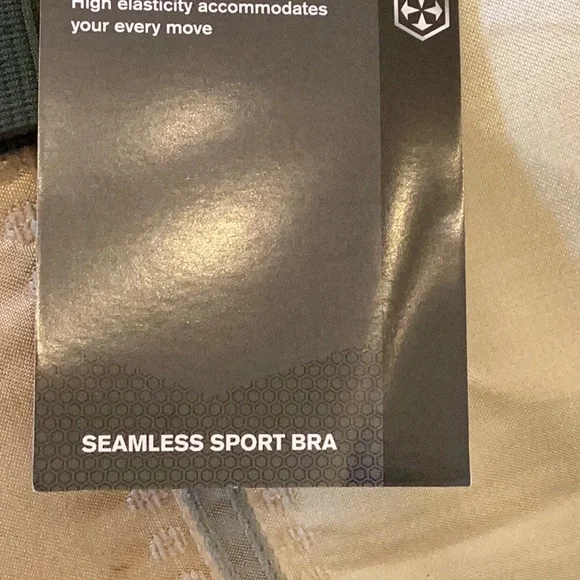 High elasticity accommodates
your every move
SEAMLESS SPORT BRA